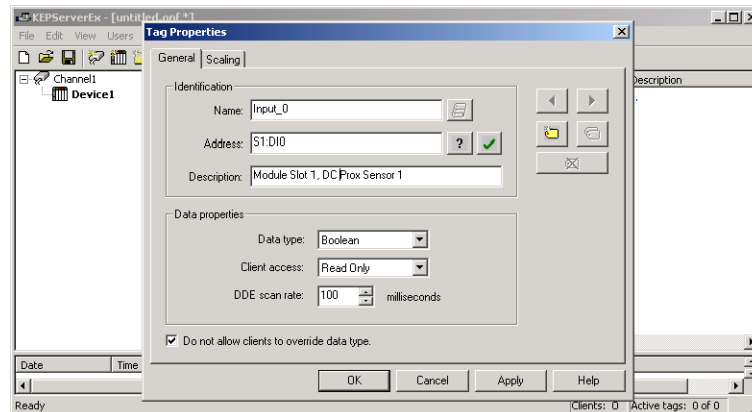 KEPServerEx - [untitled.opf *]
File Edit View Users
Tag Properties
General Scaling
Channel1
Device1
Description
Identification
Name: Input_0
Address: S1:DI0 ?
Description: Module Slot 1, DC Prox Sensor 1
Data properties
Data type: Boolean
Client access: Read Only
DDE scan rate: 100 milliseconds
Do not allow clients to override data type.
Date Time
OK Cancel Apply Help
Ready Clients: 0 Active tags: 0 of 0